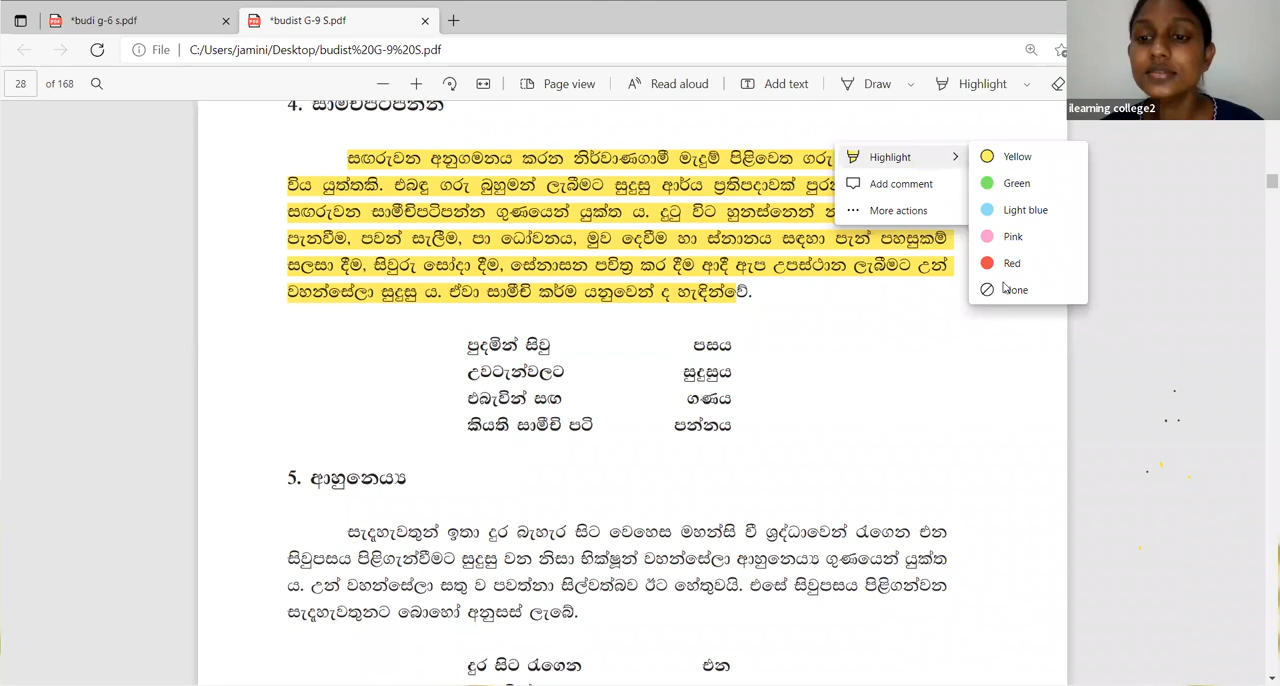 *budi g-6 s.pdf
*budist G-9 S.pdf
File
C:/Users/jamini/Desktop/budist%20G-9%20S.pdf
28 of 168
Page view
Read aloud
Add text
Draw
Highlight
ilearning college2
4. සාමීචිපටිපන්න
සඟරුවන අනුගමනය කරන නිර්වාණගාමී මැදුම් පිළිවෙත ගරු
විය යුත්තකි. එබඳු ගරු බුහුමන් ලැබීමට සුදුසු ආර්ය ප්‍රතිපදාවක් පුරන
සඟරුවන සාමීචිපටිපන්න ගුණයෙන් යුක්ත ය. දුටු විට හුනස්නෙන්
පැනවීම, පවන් සැලීම, පා ධෝවනය, මුව දෙවීම හා ස්නානය සඳහා පැන් පහසුකම්
සලසා දීම, සිවුරු සෝදා දීම, සේනාසන පවිත්‍ර කර දීම ආදී ඇප උපස්ථාන ලැබීමට උන්
වහන්සේලා සුදුසු ය. ඒවා සාමීචි කර්ම යනුවෙන් ද හැඳින්වේ.
Highlight
Add comment
More actions
Yellow
Green
Light blue
Pink
Red
None
පුදමින් සිවු පසය
උවටැන්වලට සුදුසුය
එබැවින් සඟ ගණය
කියති සාමීචි පටි පන්නය
5. ආහුනෙය්‍ය
සැදැහැවතුන් ඉතා දුර බැහැර සිට වෙහෙස මහන්සි වී ශ්‍රද්ධාවෙන් රැගෙන එන
සිවුපසය පිළිගැන්වීමට සුදුසු වන නිසා භික්ෂූන් වහන්සේලා ආහුනෙය්‍ය ගුණයෙන් යුක්ත
ය. උන් වහන්සේලා සතු ව පවත්නා සිල්වත්බව ඊට හේතුවයි. එසේ සිවුපසය පිළිගන්වන
සැදැහැවතුනට බොහෝ අනුසස් ලැබේ.
දුර සිට රැගෙන එන